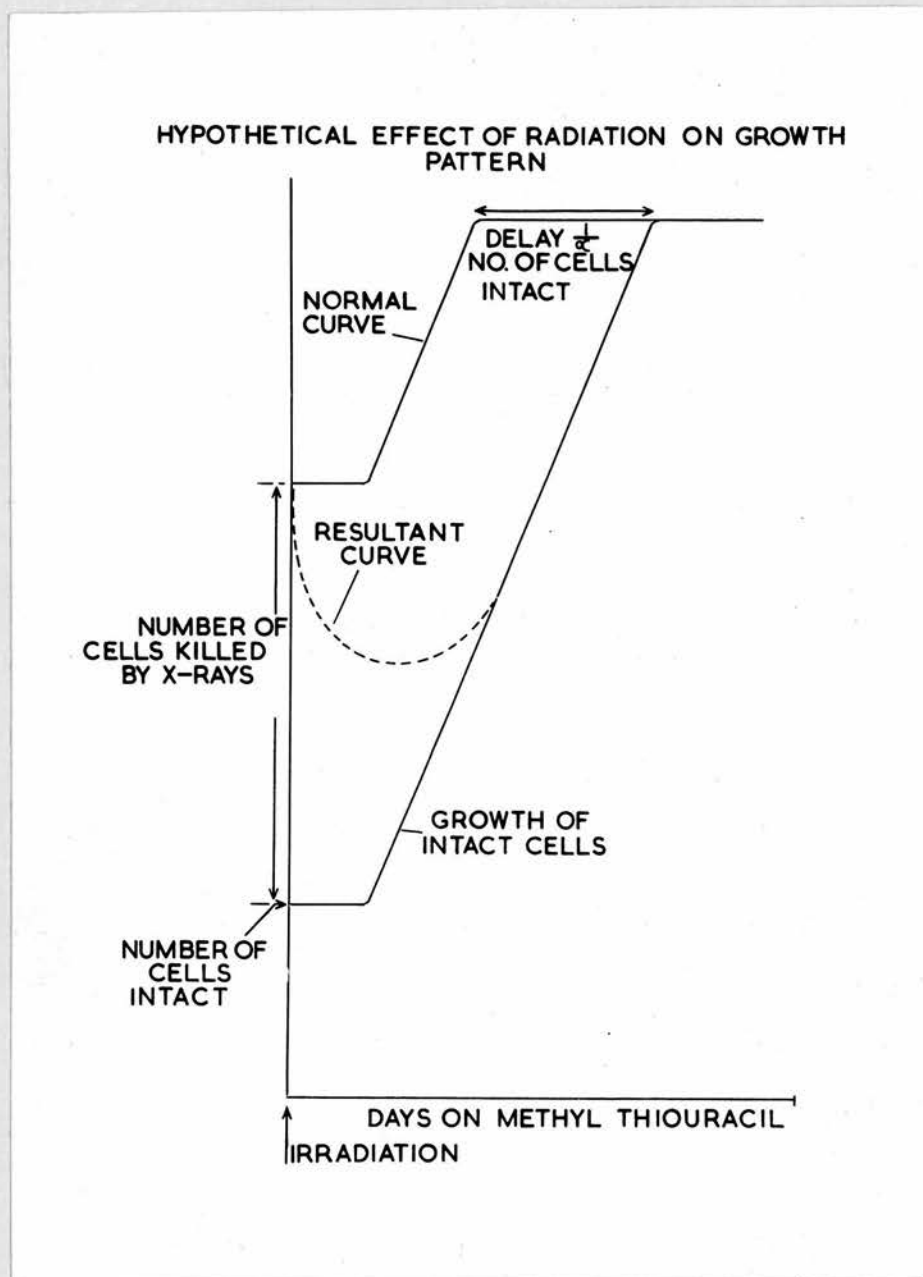 HYPOTHETICAL EFFECT OF RADIATION ON GROWTH
PATTERN
DELAY 1/α
NO. OF CELLS
INTACT
NORMAL
CURVE
RESULTANT
CURVE
NUMBER OF
CELLS KILLED
BY X-RAYS
GROWTH OF
INTACT CELLS
NUMBER OF
CELLS
INTACT
DAYS ON METHYL THIOURACIL
IRRADIATION